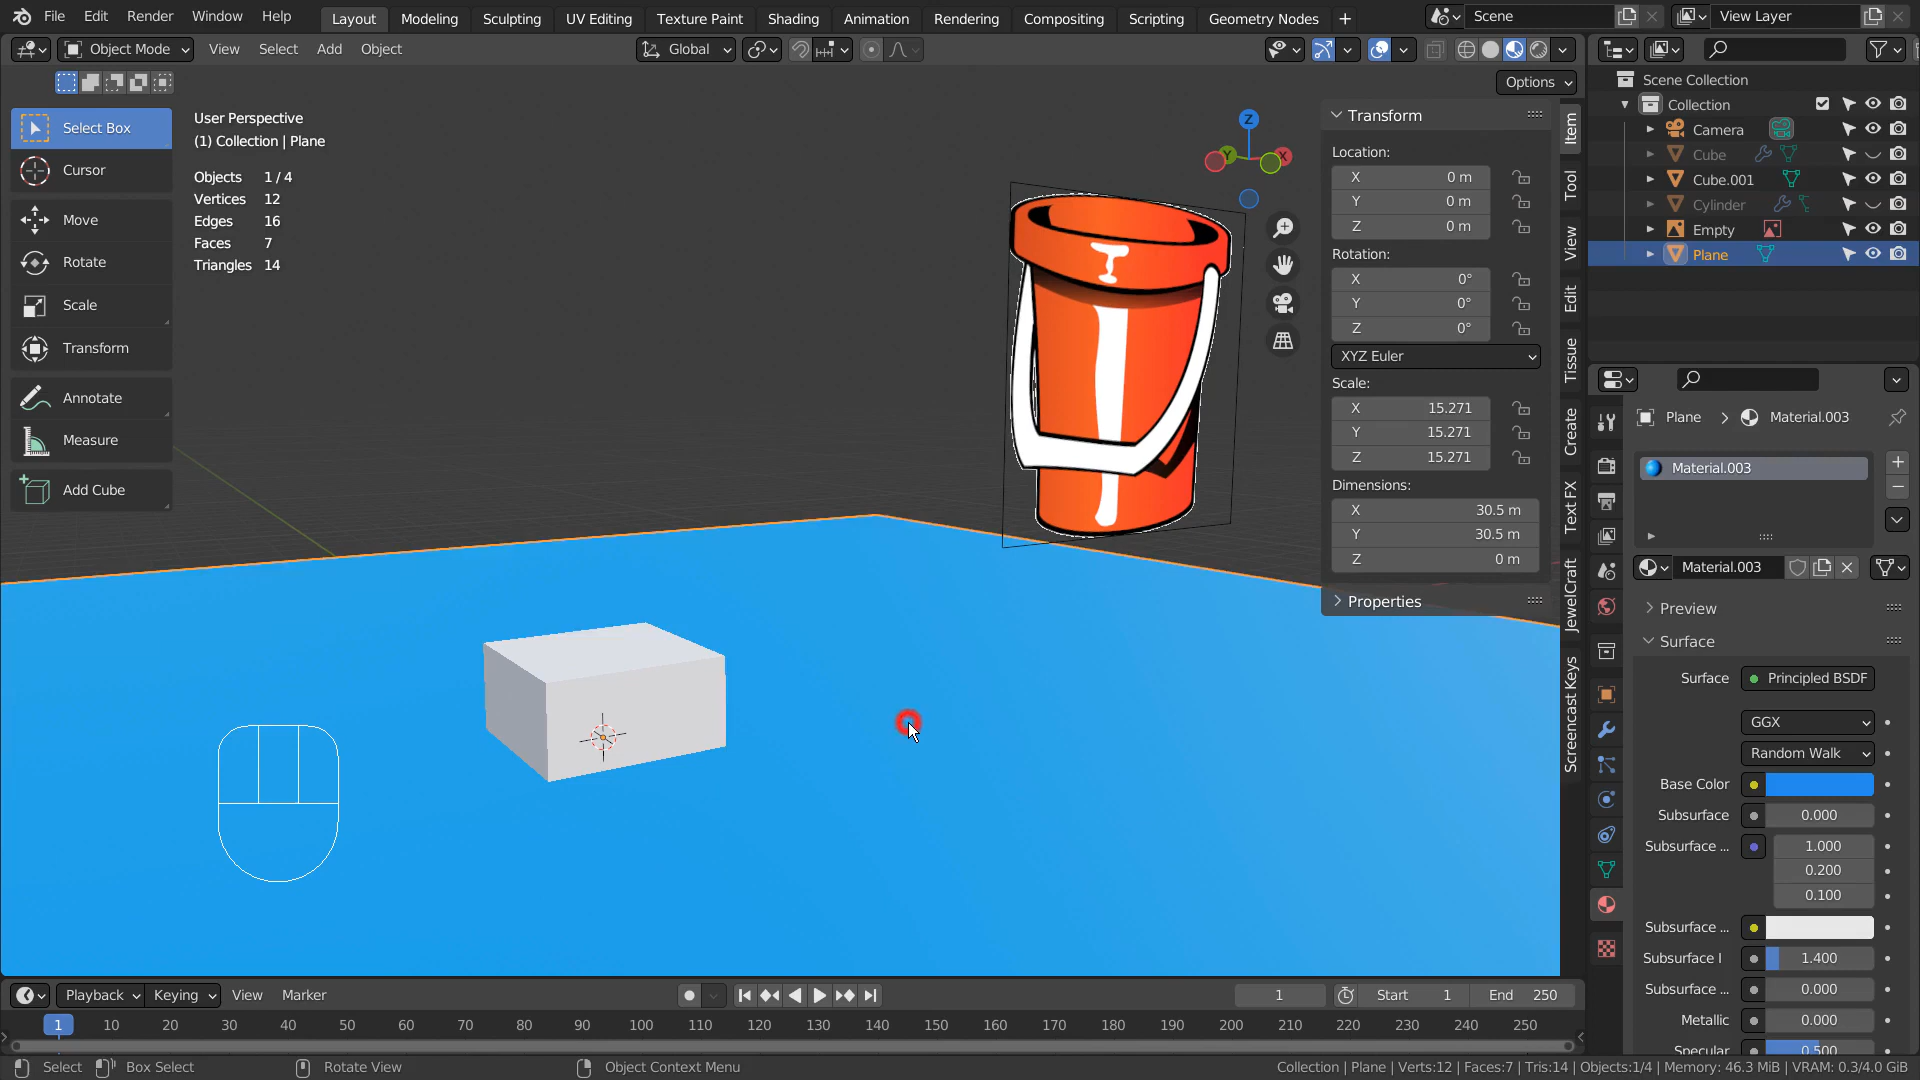 File Edit Render Window Help Layout Modeling Sculpting UV Editing Texture Paint Shading Animation Rendering Compositing Scripting Geometry Nodes + Scene View Layer
Object Mode View Select Add Object Global
Options
Select Box
Cursor
Move
Rotate
Scale
Transform
Annotate
Measure
Add Cube
User Perspective
(1) Collection | Plane
Objects 1 / 4
Vertices 12
Edges 16
Faces 7
Triangles 14
Z
Y
X
Transform
Location:
X 0 m
Y 0 m
Z 0 m
Rotation:
X 0°
Y 0°
Z 0°
XYZ Euler
Scale:
X 15.271
Y 15.271
Z 15.271
Dimensions:
X 30.5 m
Y 30.5 m
Z 0 m
Properties
Item
Tool
View
Edit
Tissue
Create
Text FX
JewelCraft
Screencast Keys
Scene Collection
Collection
Camera
Cube
Cube.001
Cylinder
Empty
Plane
Plane > Material.003
Material.003
Material.003
Preview
Surface
Surface Principled BSDF
GGX
Random Walk
Base Color
Subsurface 0.000
Subsurface ... 1.000
0.200
0.100
Subsurface ...
Subsurface I 1.400
Subsurface ... 0.000
Metallic 0.000
Specular 0.500
Playback Keying View Marker 1 Start 1 End 250
1 10 20 30 40 50 60 70 80 90 100 110 120 130 140 150 160 170 180 190 200 210 220 230 240 250
Select Box Select Rotate View Object Context Menu Collection | Plane | Verts:12 | Faces:7 | Tris:14 | Objects:1/4 | Memory: 46.3 MiB | VRAM: 0.3/4.0 GiB